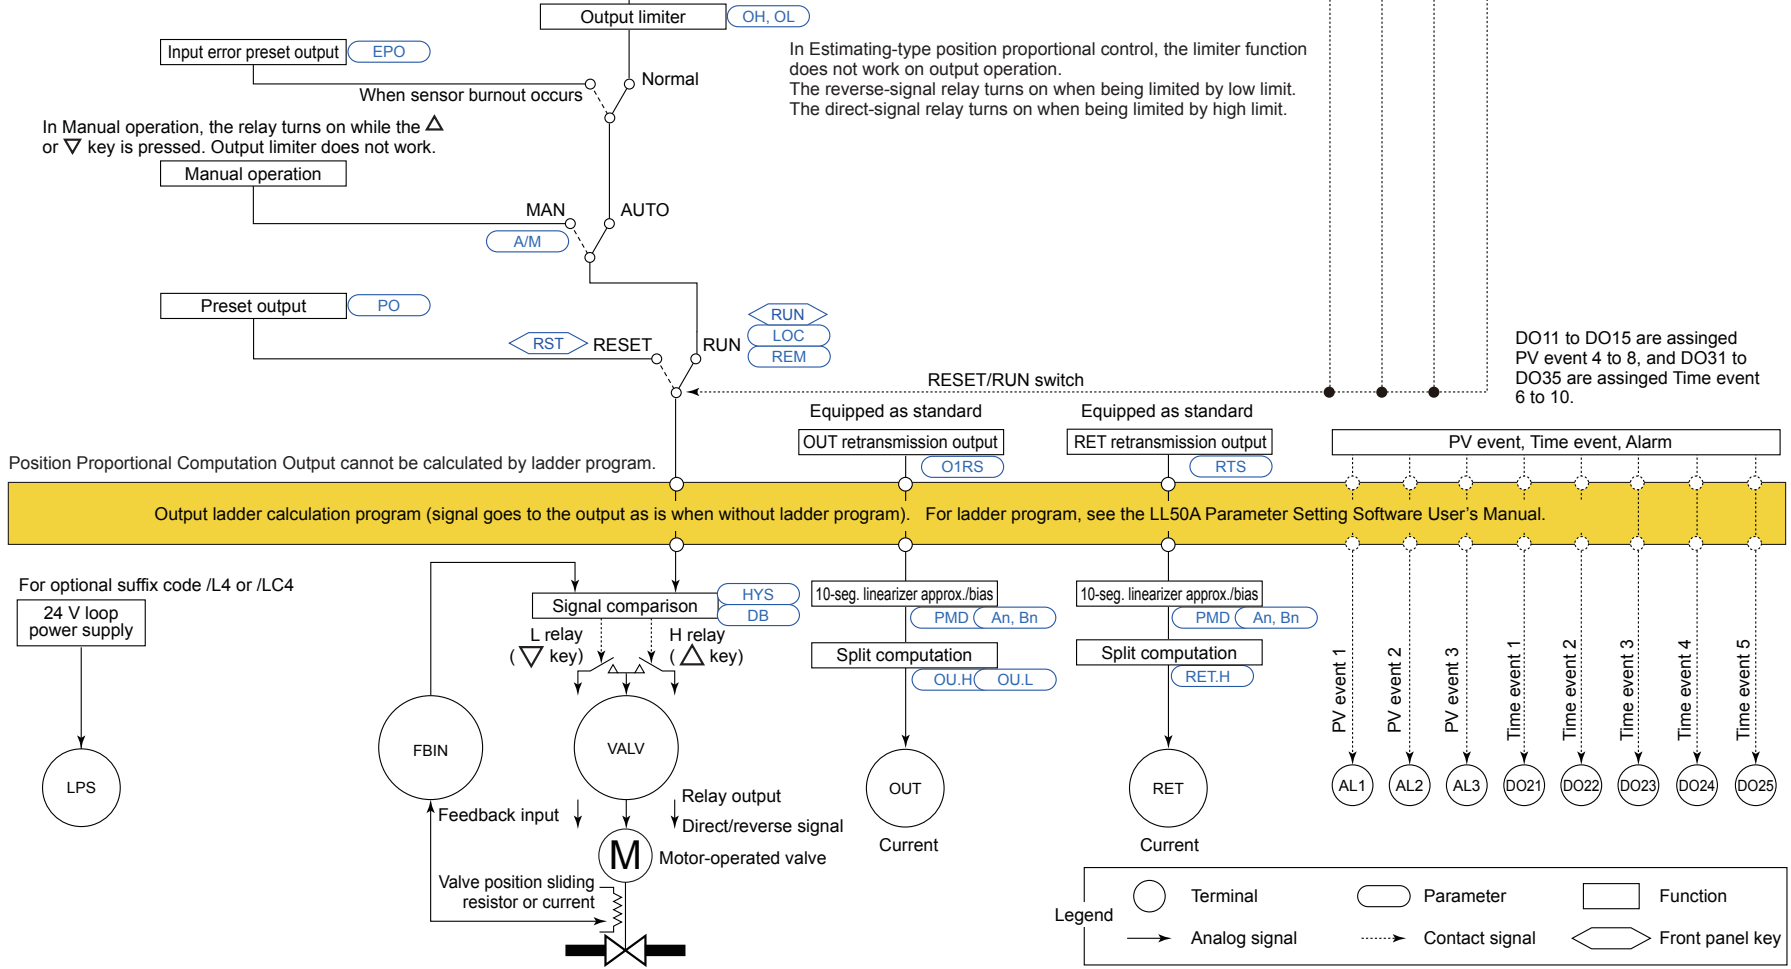 Output limiter
OH, OL
Input error preset output
EPO
In Estimating-type position proportional control, the limiter function
does not work on output operation.
The reverse-signal relay turns on when being limited by low limit.
The direct-signal relay turns on when being limited by high limit.
When sensor burnout occurs
Normal
In Manual operation, the relay turns on while the △
or ▽ key is pressed. Output limiter does not work.
Manual operation
MAN
AUTO
A/M
Preset output
PO
RST
RESET
RUN
RUN
LOC
REM
RESET/RUN switch
DO11 to DO15 are assinged
PV event 4 to 8, and DO31 to
DO35 are assinged Time event
6 to 10.
Equipped as standard
OUT retransmission output
O1RS
Equipped as standard
RET retransmission output
RTS
PV event, Time event, Alarm
Position Proportional Computation Output cannot be calculated by ladder program.
Output ladder calculation program (signal goes to the output as is when without ladder program). For ladder program, see the LL50A Parameter Setting Software User's Manual.
For optional suffix code /L4 or /LC4
24 V loop
power supply
LPS
Signal comparison
HYS
DB
L relay
( ▽ key)
H relay
( △ key)
FBIN
VALV
Feedback input
Relay output
Direct/reverse signal
M
Motor-operated valve
Valve position sliding
resistor or current
10-seg. linearizer approx./bias
PMD
An, Bn
Split computation
OU.H
OU.L
OUT
Current
10-seg. linearizer approx./bias
PMD
An, Bn
Split computation
RET.H
RET
Current
PV event 1
PV event 2
PV event 3
Time event 1
Time event 2
Time event 3
Time event 4
Time event 5
AL1
AL2
AL3
DO21
DO22
DO23
DO24
DO25
Legend
Terminal
Parameter
Function
Analog signal
Contact signal
Front panel key